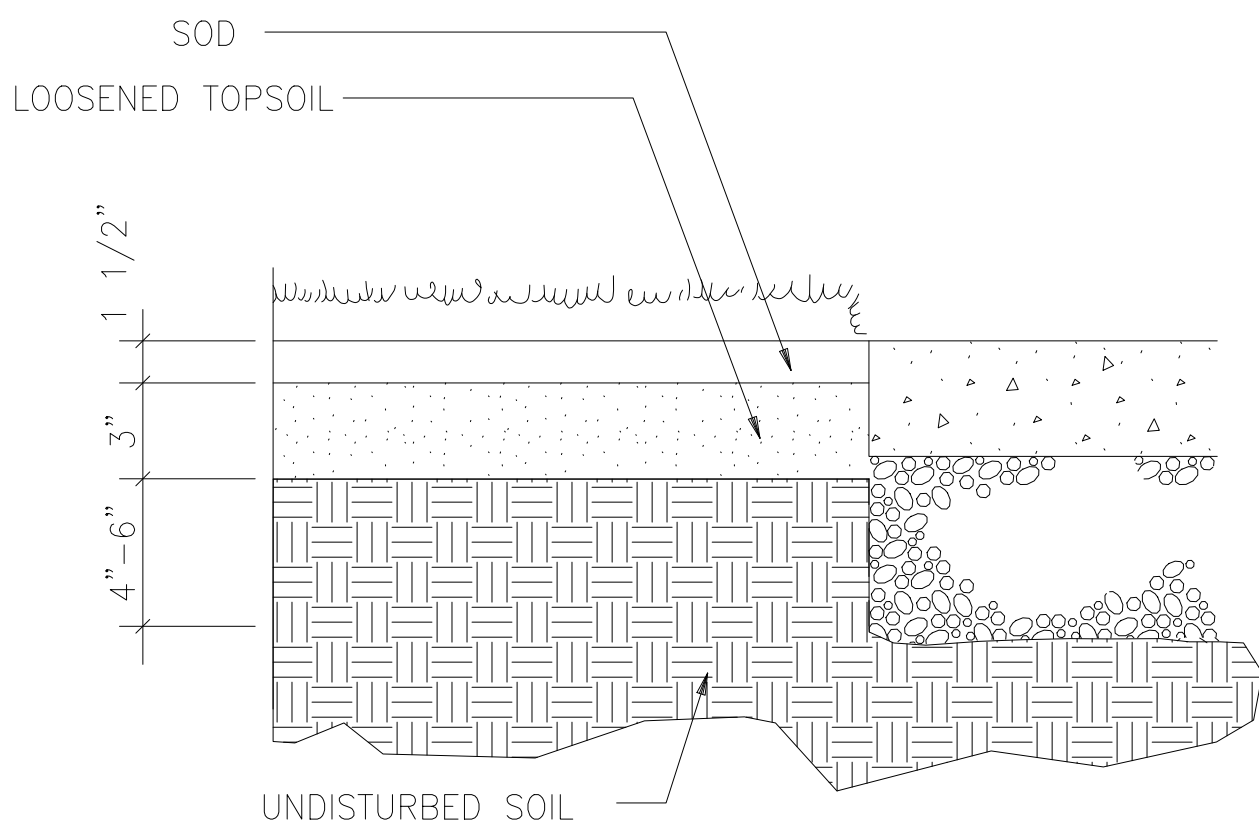 SOD
LOOSENED TOPSOIL
1 1/2"
3"
4"-6"
UNDISTURBED SOIL